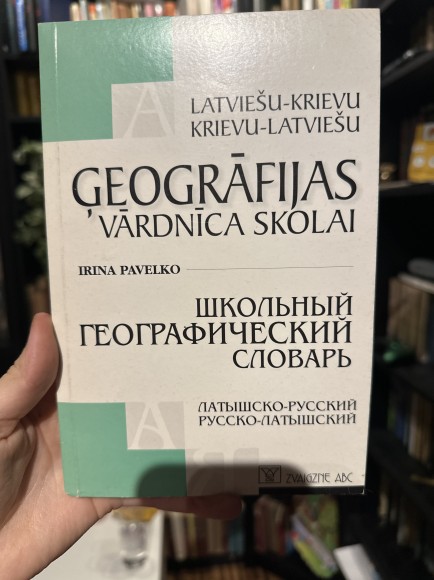 A
LATVIEŠU-KRIEVU
KRIEVU-LATVIEŠU
ĢEOGRĀFIJAS
VĀRDNĪCA SKOLAI
IRINA PAVELKO
ШКОЛЬНЫЙ
ГЕОГРАФИЧЕСКИЙ
СЛОВАРЬ
A
ЛАТЫШСКО-РУССКИЙ
РУССКО-ЛАТЫШСКИЙ
ZVAIGZNE ABC